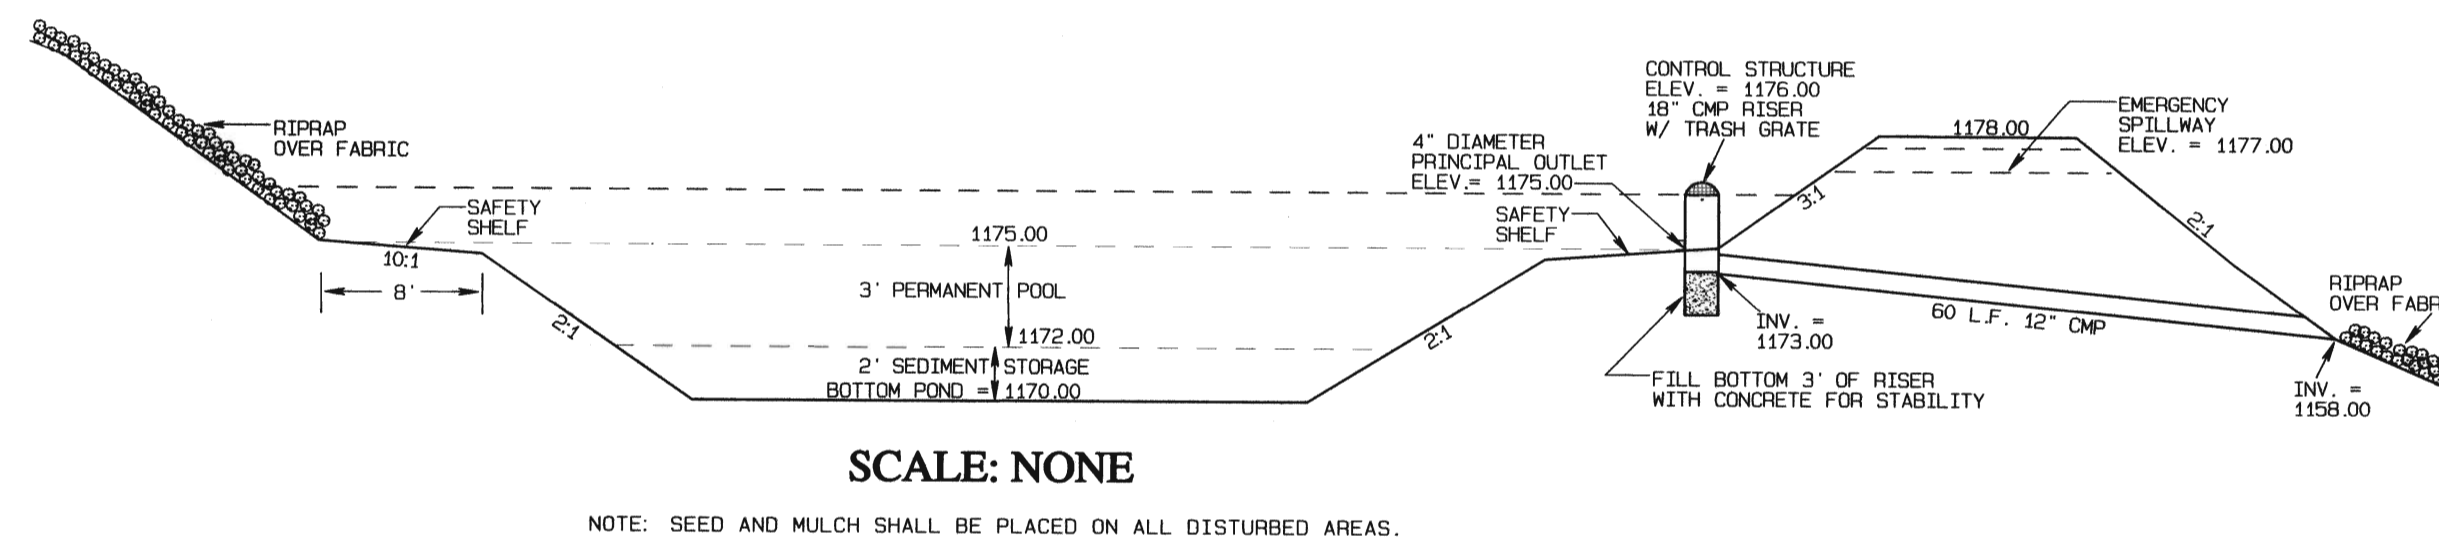 RIPRAP
OVER FABRIC
SAFETY
SHELF
10:1
8'
2:1
1175.00
3' PERMANENT POOL
1172.00
2' SEDIMENT STORAGE
BOTTOM POND = 1170.00
2:1
SAFETY
SHELF
4" DIAMETER
PRINCIPAL OUTLET
ELEV.= 1175.00
CONTROL STRUCTURE
ELEV. = 1176.00
18" CMP RISER
W/ TRASH GRATE
3:1
1178.00
EMERGENCY
SPILLWAY
ELEV. = 1177.00
2:1
INV. =
1173.00
60 L.F. 12" CMP
FILL BOTTOM 3' OF RISER
WITH CONCRETE FOR STABILITY
RIPRAP
OVER FABR
INV. =
1158.00
SCALE: NONE
NOTE: SEED AND MULCH SHALL BE PLACED ON ALL DISTURBED AREAS.